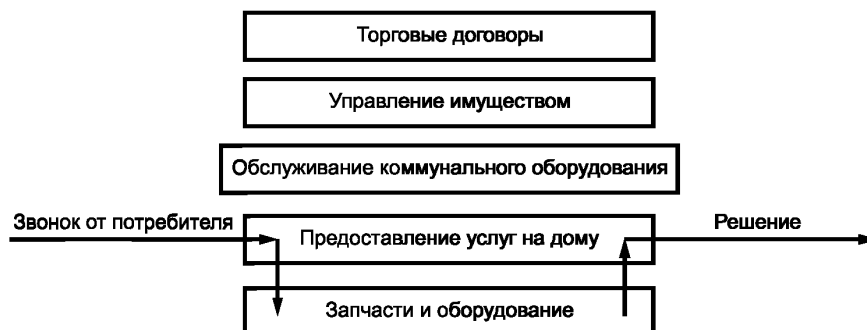 Торговые договоры
Управление имуществом
Обслуживание коммунального оборудования
Звонок от потребителя
Предоставление услуг на дому
Решение
Запчасти и оборудование